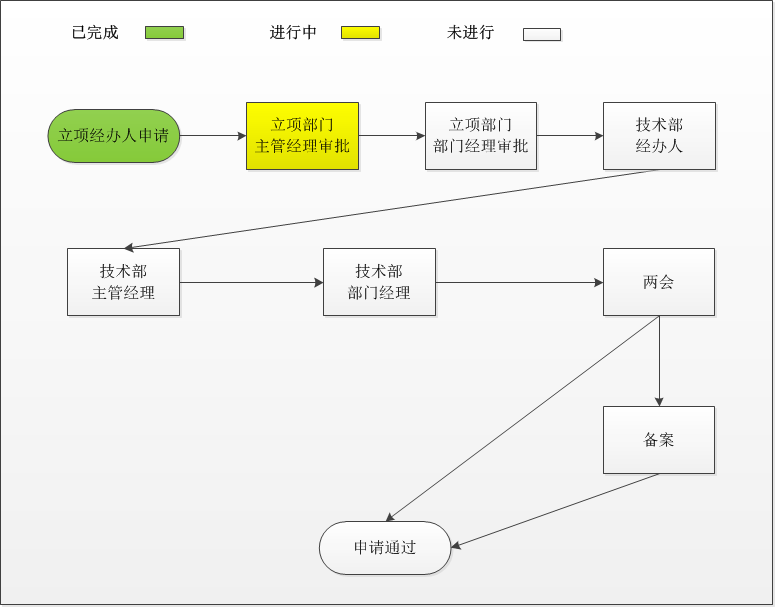 已完成
进行中
未进行
立项经办人申请
立项部门
主管经理审批
立项部门
部门经理审批
技术部
经办人
技术部
主管经理
技术部
部门经理
两会
备案
申请通过